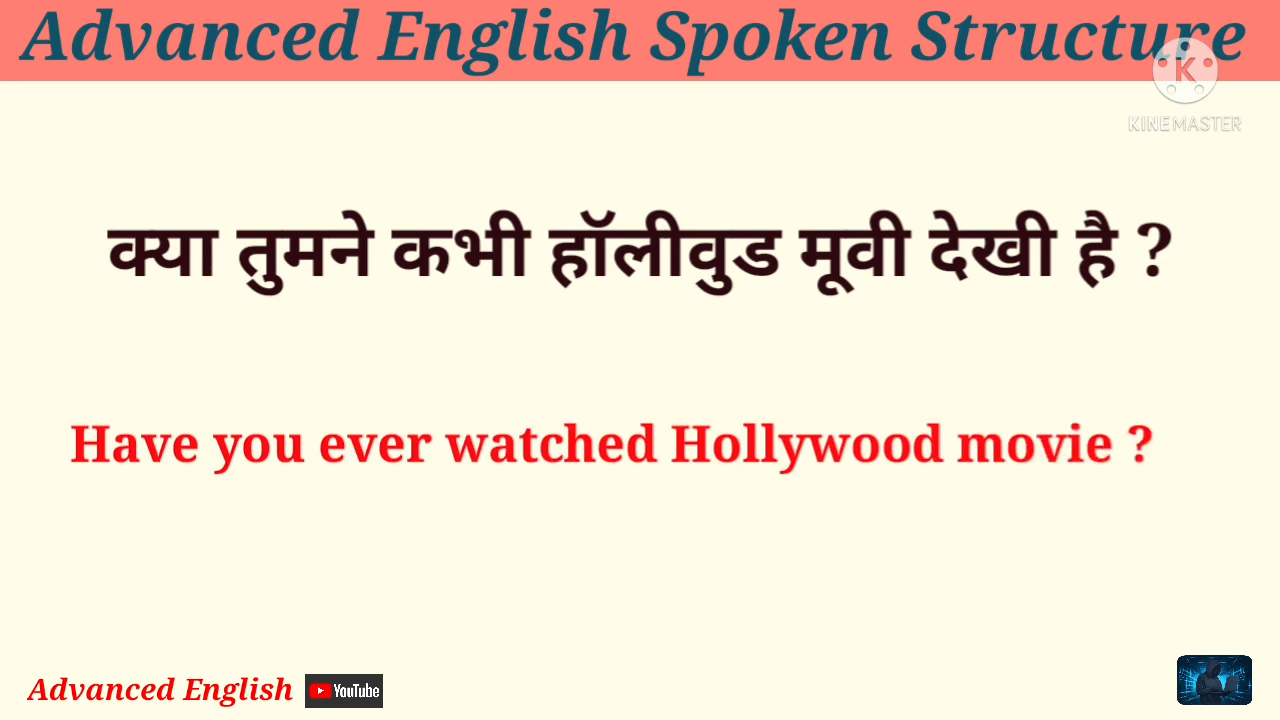 Advanced English Spoken Structure
K
KINEMASTER
क्या तुमने कभी हॉलीवुड मूवी देखी है ?
Have you ever watched Hollywood movie ?
Advanced English YouTube